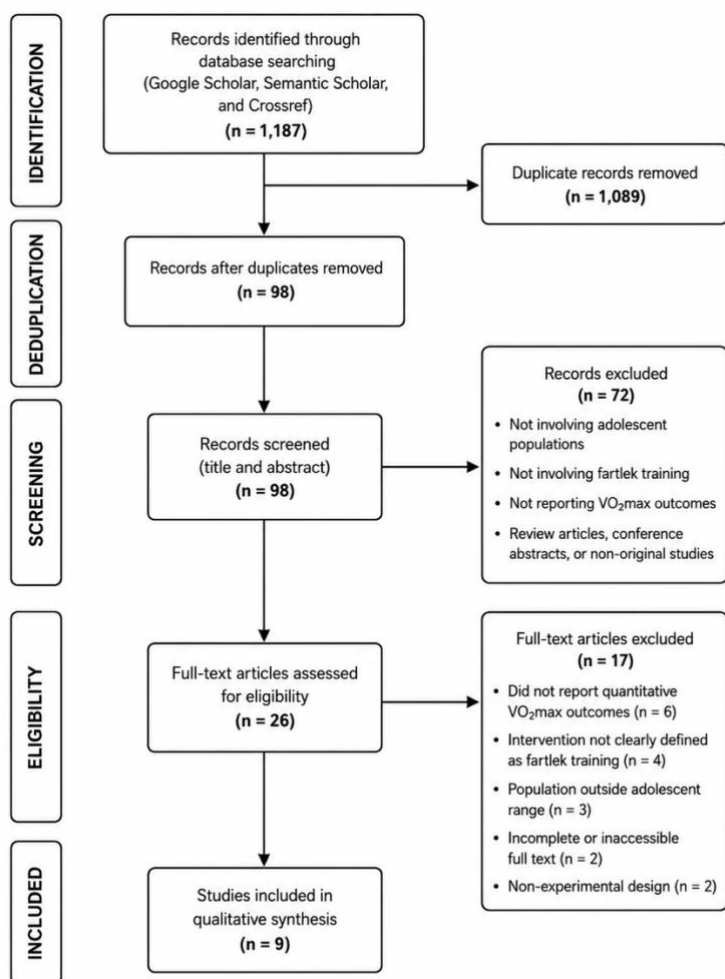 IDENTIFICATION
Records identified through
database searching
(Google Scholar, Semantic Scholar,
and Crossref)
(n = 1,187)
Duplicate records removed
(n = 1,089)
DEDUPLICATION
Records after duplicates removed
(n = 98)
SCREENING
Records screened
(title and abstract)
(n = 98)
Records excluded
(n = 72)
• Not involving adolescent
populations
• Not involving fartlek training
• Not reporting VO₂max outcomes
• Review articles, conference
abstracts, or non-original studies
ELIGIBILITY
Full-text articles assessed
for eligibility
(n = 26)
Full-text articles excluded
(n = 17)
• Did not report quantitative
VO₂max outcomes (n = 6)
• Intervention not clearly defined
as fartlek training (n = 4)
• Population outside adolescent
range (n = 3)
• Incomplete or inaccessible
full text (n = 2)
• Non-experimental design (n = 2)
INCLUDED
Studies included in
qualitative synthesis
(n = 9)